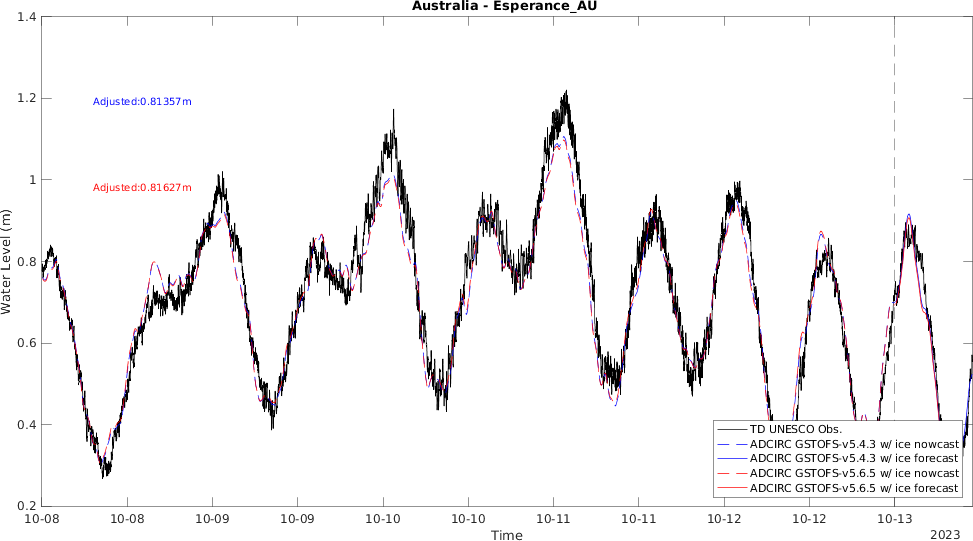 Australia - Esperance_AU
1.4
1.2
1
0.8
0.6
0.4
0.2
Water Level (m)
Adjusted:0.81357m
Adjusted:0.81627m
TD UNESCO Obs.
ADCIRC GSTOFS-v5.4.3 w/ ice nowcast
ADCIRC GSTOFS-v5.4.3 w/ ice forecast
ADCIRC GSTOFS-v5.6.5 w/ ice nowcast
ADCIRC GSTOFS-v5.6.5 w/ ice forecast
10-08 10-08 10-09 10-09 10-10 10-10 10-11 10-11 10-12 10-12 10-13
Time
2023